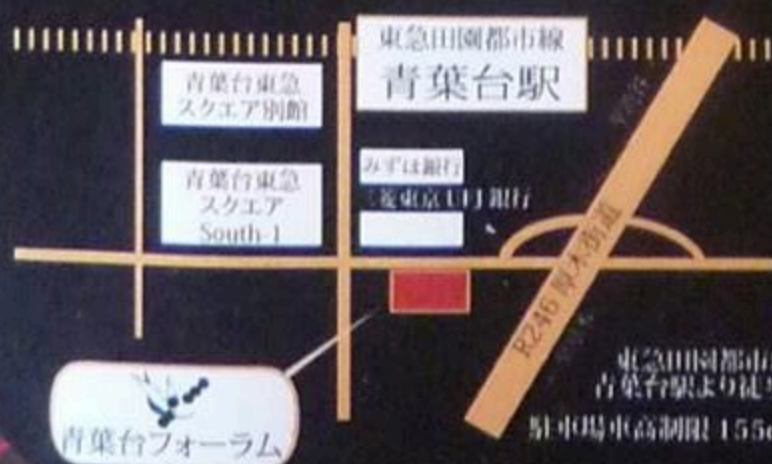 東急田園都市線
青葉台駅
青葉台東急
スクエア別館
みずほ銀行
三菱東京UFJ銀行
青葉台東急
スクエア
South-1
R246 厚木街道
青葉台フォーラム
東急田園都市
青葉台駅より徒歩
駐車場車高制限 155c